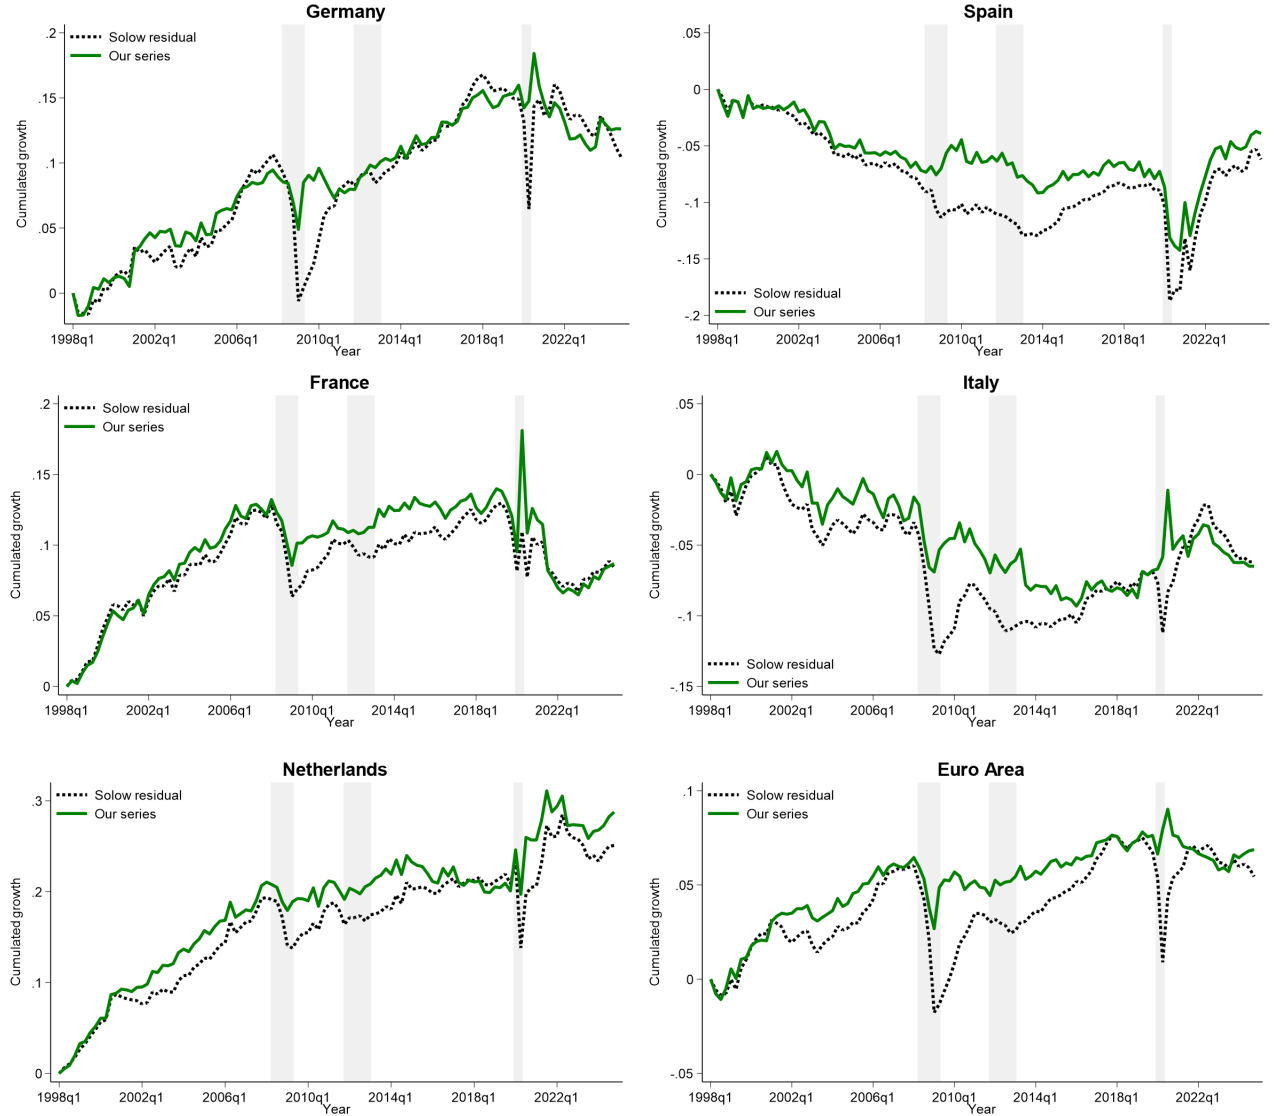 Germany
Cumulated growth
.2
.15
.1
.05
0
Solow residual
Our series
1998q1 2002q1 2006q1 2010q1 2014q1 2018q1 2022q1
Year
Spain
Cumulated growth
.05
0
-.05
-.1
-.15
-.2
Solow residual
Our series
1998q1 2002q1 2006q1 2010q1 2014q1 2018q1 2022q1
Year
France
Cumulated growth
.2
.15
.1
.05
0
Solow residual
Our series
1998q1 2002q1 2006q1 2010q1 2014q1 2018q1 2022q1
Year
Italy
Cumulated growth
.05
0
-.05
-.1
-.15
Solow residual
Our series
1998q1 2002q1 2006q1 2010q1 2014q1 2018q1 2022q1
Year
Netherlands
Cumulated growth
.3
.2
.1
0
Solow residual
Our series
1998q1 2002q1 2006q1 2010q1 2014q1 2018q1 2022q1
Year
Euro Area
Cumulated growth
.1
.05
0
-.05
Solow residual
Our series
1998q1 2002q1 2006q1 2010q1 2014q1 2018q1 2022q1
Year